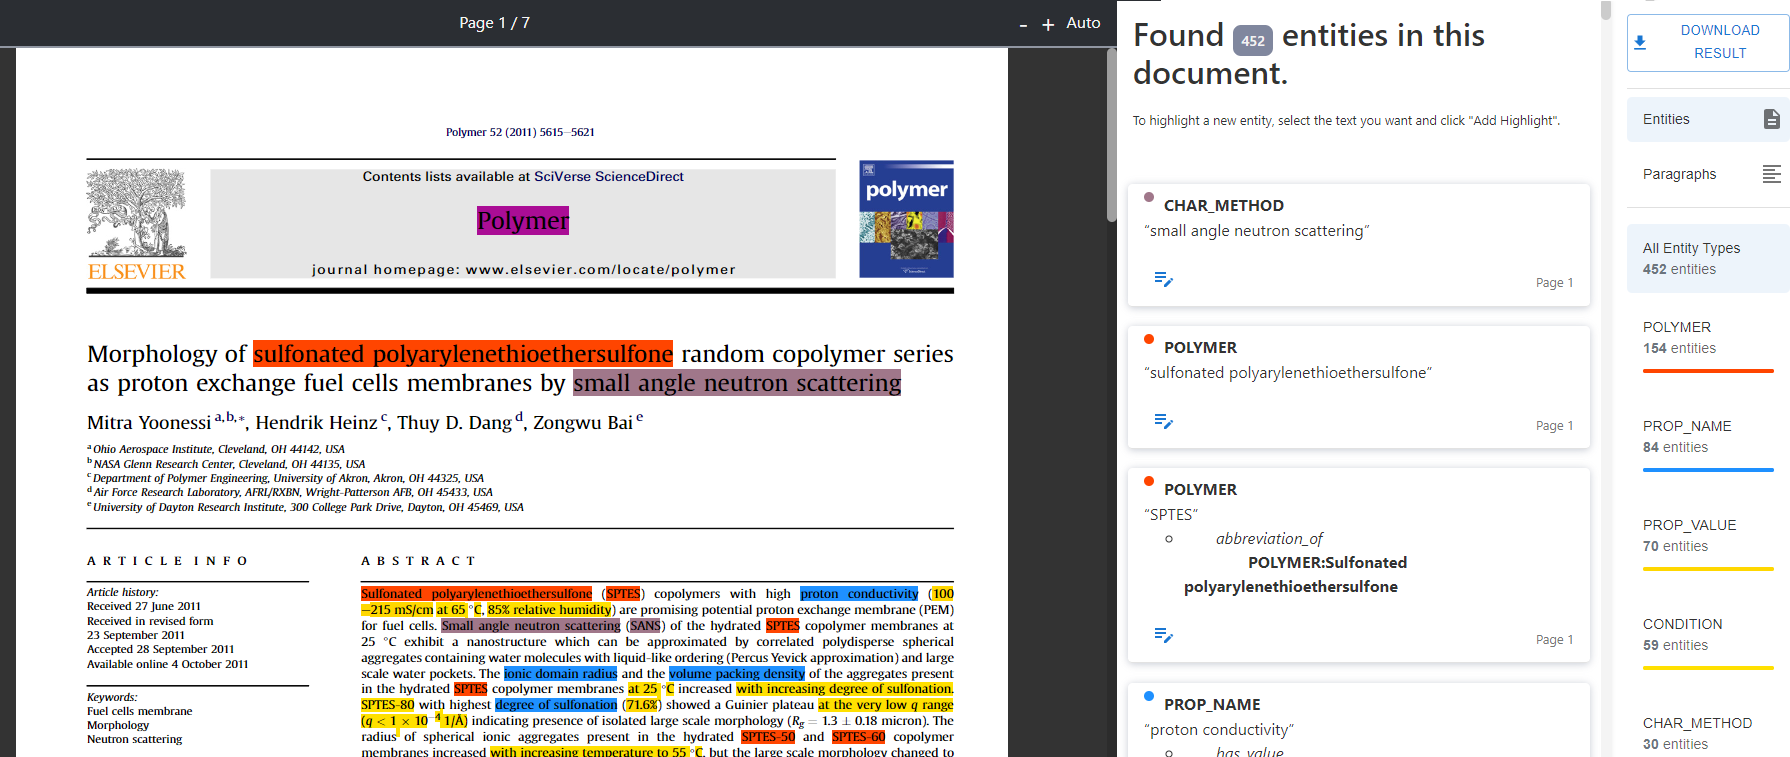 Page 1 / 7
- + Auto
Polymer 52 (2011) 5615–5621
Contents lists available at SciVerse ScienceDirect
Polymer
journal homepage: www.elsevier.com/locate/polymer
ELSEVIER
polymer
Morphology of sulfonated polyarylenethioethersulfone random copolymer series
as proton exchange fuel cells membranes by small angle neutron scattering
Mitra Yoonessi a,b,*, Hendrik Heinz c, Thuy D. Dang d, Zongwu Bai e
a Ohio Aerospace Institute, Cleveland, OH 44142, USA
b NASA Glenn Research Center, Cleveland, OH 44135, USA
c Department of Polymer Engineering, University of Akron, Akron, OH 44325, USA
d Air Force Research Laboratory, AFRL/RXBN, Wright-Patterson AFB, OH 45433, USA
e University of Dayton Research Institute, 300 College Park Drive, Dayton, OH 45469, USA
ARTICLE INFO
Article history:
Received 27 June 2011
Received in revised form
23 September 2011
Accepted 28 September 2011
Available online 4 October 2011
Keywords:
Fuel cells membrane
Morphology
Neutron scattering
ABSTRACT
Sulfonated polyarylenethioethersulfone (SPTES) copolymers with high proton conductivity (100
–215 mS/cm at 65 °C, 85% relative humidity) are promising potential proton exchange membrane (PEM)
for fuel cells. Small angle neutron scattering (SANS) of the hydrated SPTES copolymer membranes at
25 °C exhibit a nanostructure which can be approximated by correlated polydisperse spherical
aggregates containing water molecules with liquid-like ordering (Percus Yevick approximation) and large
scale water pockets. The ionic domain radius and the volume packing density of the aggregates present
in the hydrated SPTES copolymer membranes at 25 °C increased with increasing degree of sulfonation.
SPTES-80 with highest degree of sulfonation (71.6%) showed a Guinier plateau at the very low q range
(q < 1 × 10⁻⁴ 1/Å) indicating presence of isolated large scale morphology (Rg = 1.3 ± 0.18 micron). The
radius of spherical ionic aggregates present in the hydrated SPTES-50 and SPTES-60 copolymer
membranes increased with increasing temperature to 55 °C, but the large scale morphology changed to
Found 452 entities in this
document.
To highlight a new entity, select the text you want and click "Add Highlight".
CHAR_METHOD
“small angle neutron scattering”
Page 1
POLYMER
“sulfonated polyarylenethioethersulfone”
Page 1
POLYMER
“SPTES”
abbreviation_of
POLYMER:Sulfonated
polyarylenethioethersulfone
Page 1
PROP_NAME
“proton conductivity”
has_value
DOWNLOAD
RESULT
Entities
Paragraphs
All Entity Types
452 entities
POLYMER
154 entities
PROP_NAME
84 entities
PROP_VALUE
70 entities
CONDITION
59 entities
CHAR_METHOD
30 entities